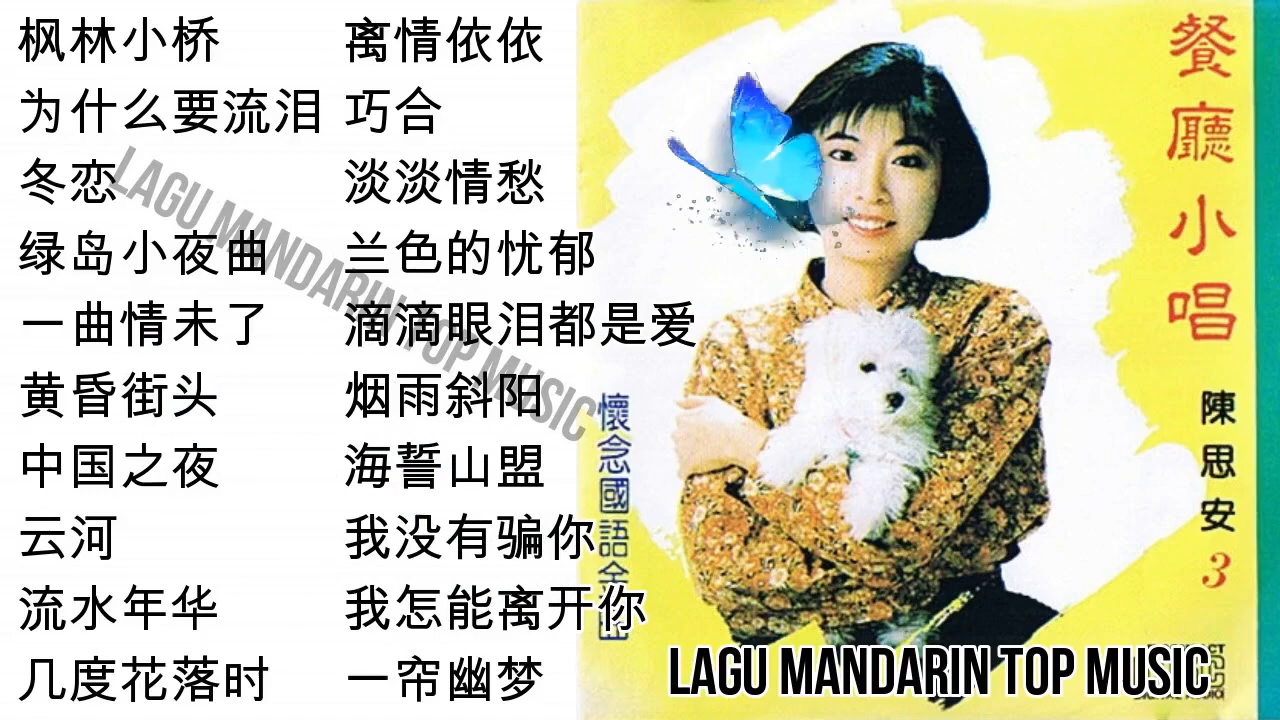 枫林小桥
为什么要流泪
冬恋
绿岛小夜曲
一曲情未了
黄昏街头
中国之夜
云河
流水年华
几度花落时
离情依依
巧合
淡淡情愁
兰色的忧郁
滴滴眼泪都是爱
烟雨斜阳
海誓山盟
我没有骗你
我怎能离开你
一帘幽梦
LAGU MANDARIN TOP MUSIC
懷念國語金曲
餐廳小唱
陳思安 3
LAGU MANDARIN TOP MUSIC